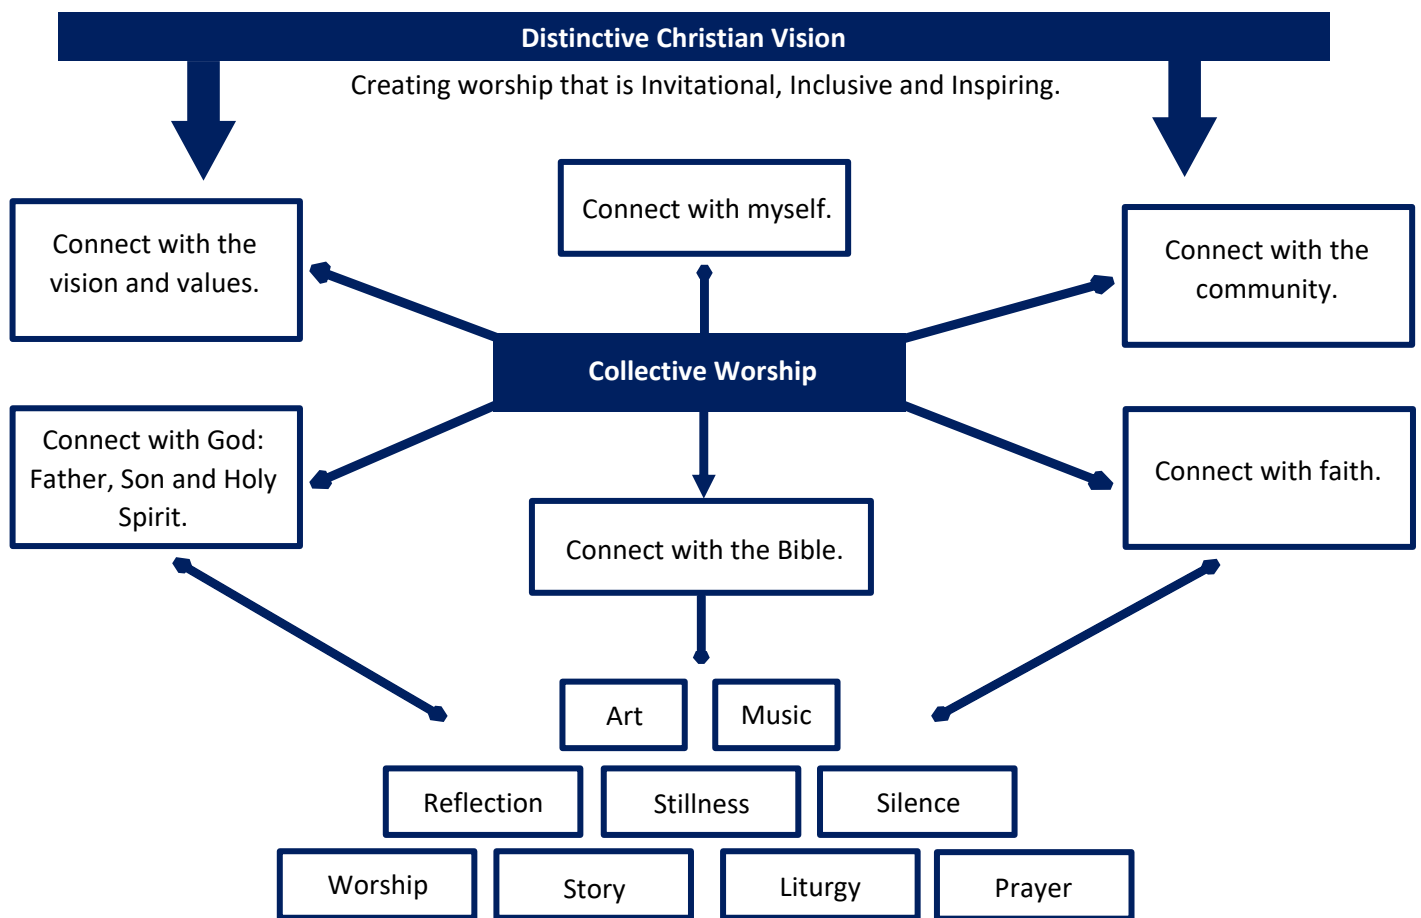 Distinctive Christian Vision
Creating worship that is Invitational, Inclusive and Inspiring.
Connect with myself.
Connect with the
vision and values.
Connect with the
community.
Collective Worship
Connect with God:
Father, Son and Holy
Spirit.
Connect with faith.
Connect with the Bible.
Art
Music
Reflection
Stillness
Silence
Worship
Story
Liturgy
Prayer